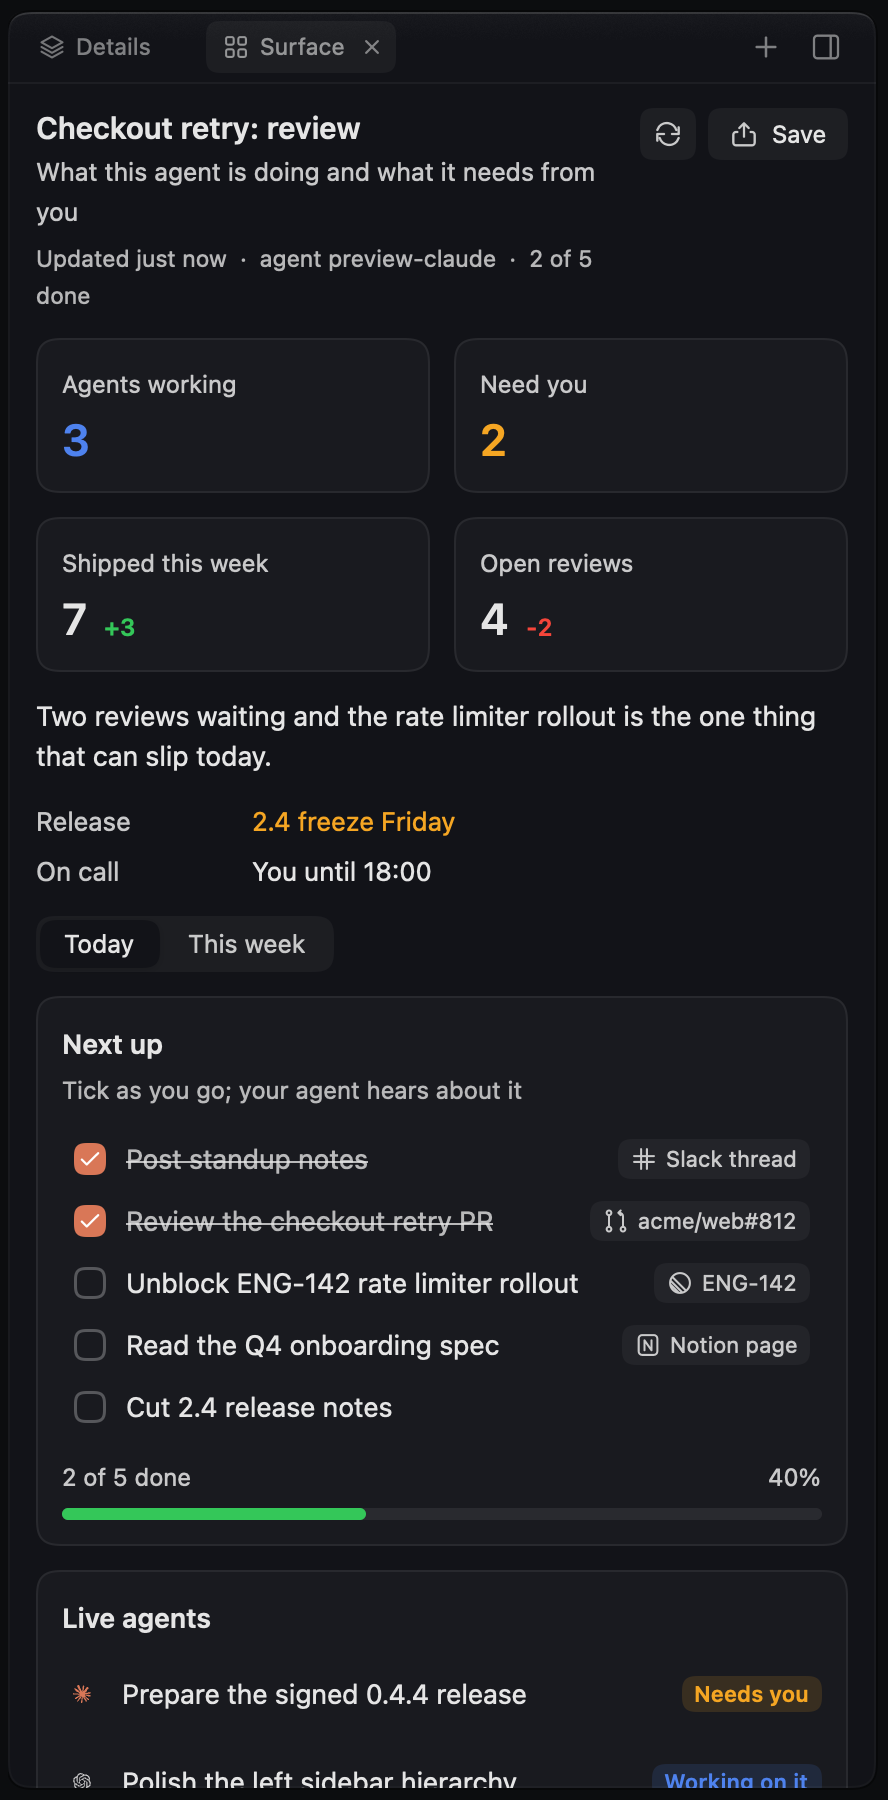 Details
Surface
Checkout retry: review
Save
What this agent is doing and what it needs from
you
Updated just now · agent preview-claude · 2 of 5
done
Agents working
3
Need you
2
Shipped this week
7 +3
Open reviews
4 -2
Two reviews waiting and the rate limiter rollout is the one thing
that can slip today.
Release 2.4 freeze Friday
On call You until 18:00
Today This week
Next up
Tick as you go; your agent hears about it
Post standup notes Slack thread
Review the checkout retry PR acme/web#812
Unblock ENG-142 rate limiter rollout ENG-142
Read the Q4 onboarding spec Notion page
Cut 2.4 release notes
2 of 5 done 40%
Live agents
Prepare the signed 0.4.4 release Needs you
Polish the left sidebar hierarchy Working on it